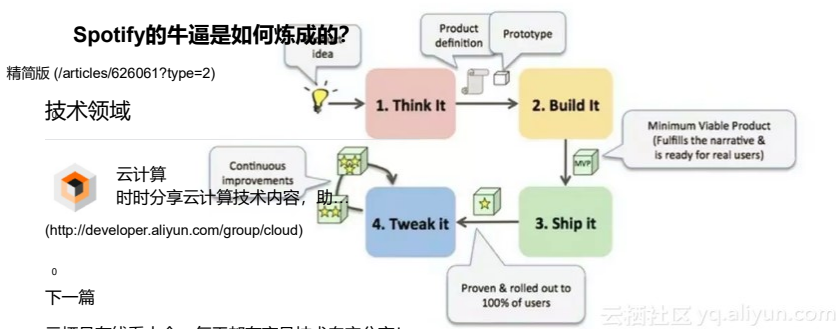 Spotify的牛逼是如何炼成的?
idea
Product
definition
Prototype
精简版 (/articles/626061?type=2)
技术领域
1. Think It
2. Build It
Minimum Viable Product
(Fulfills the narrative &
is ready for real users)
MVP
Continuous
improvements
云计算
时时分享云计算技术内容，助...
(http://developer.aliyun.com/group/cloud)
4. Tweak it
3. Ship it
0
下一篇
Proven & rolled out to
100% of users
云栖社区 yq.aliyun.com